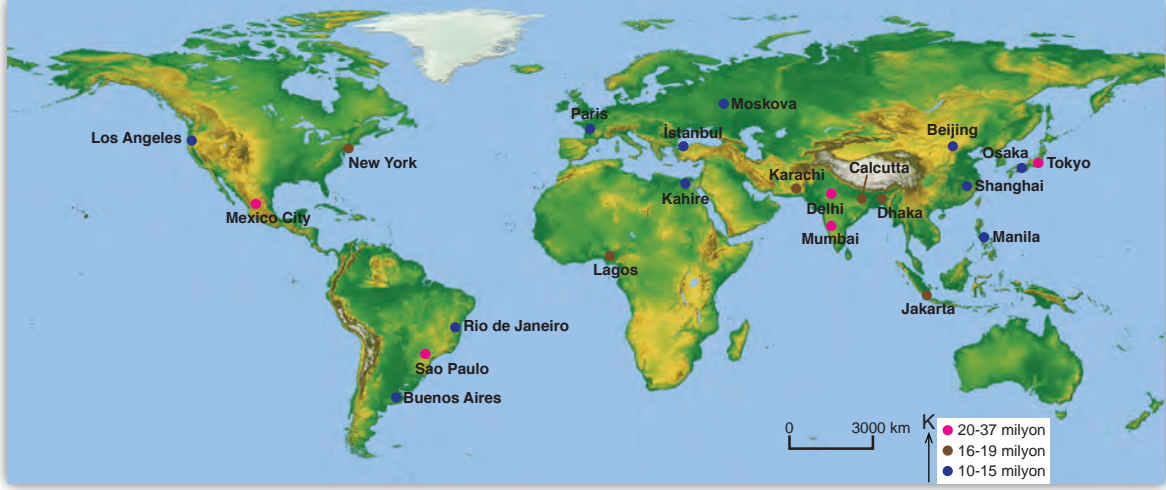 Moskova
Paris
İstanbul
Los Angeles
Beijing
New York
Osaka
Tokyo
Karachi
Calcutta
Shanghai
Kahire
Mexico City
Delhi
Dhaka
Mumbai
Manila
Lagos
Jakarta
Rio de Janeiro
Sao Paulo
Buenos Aires
0 3000 km
K
20-37 milyon
16-19 milyon
10-15 milyon